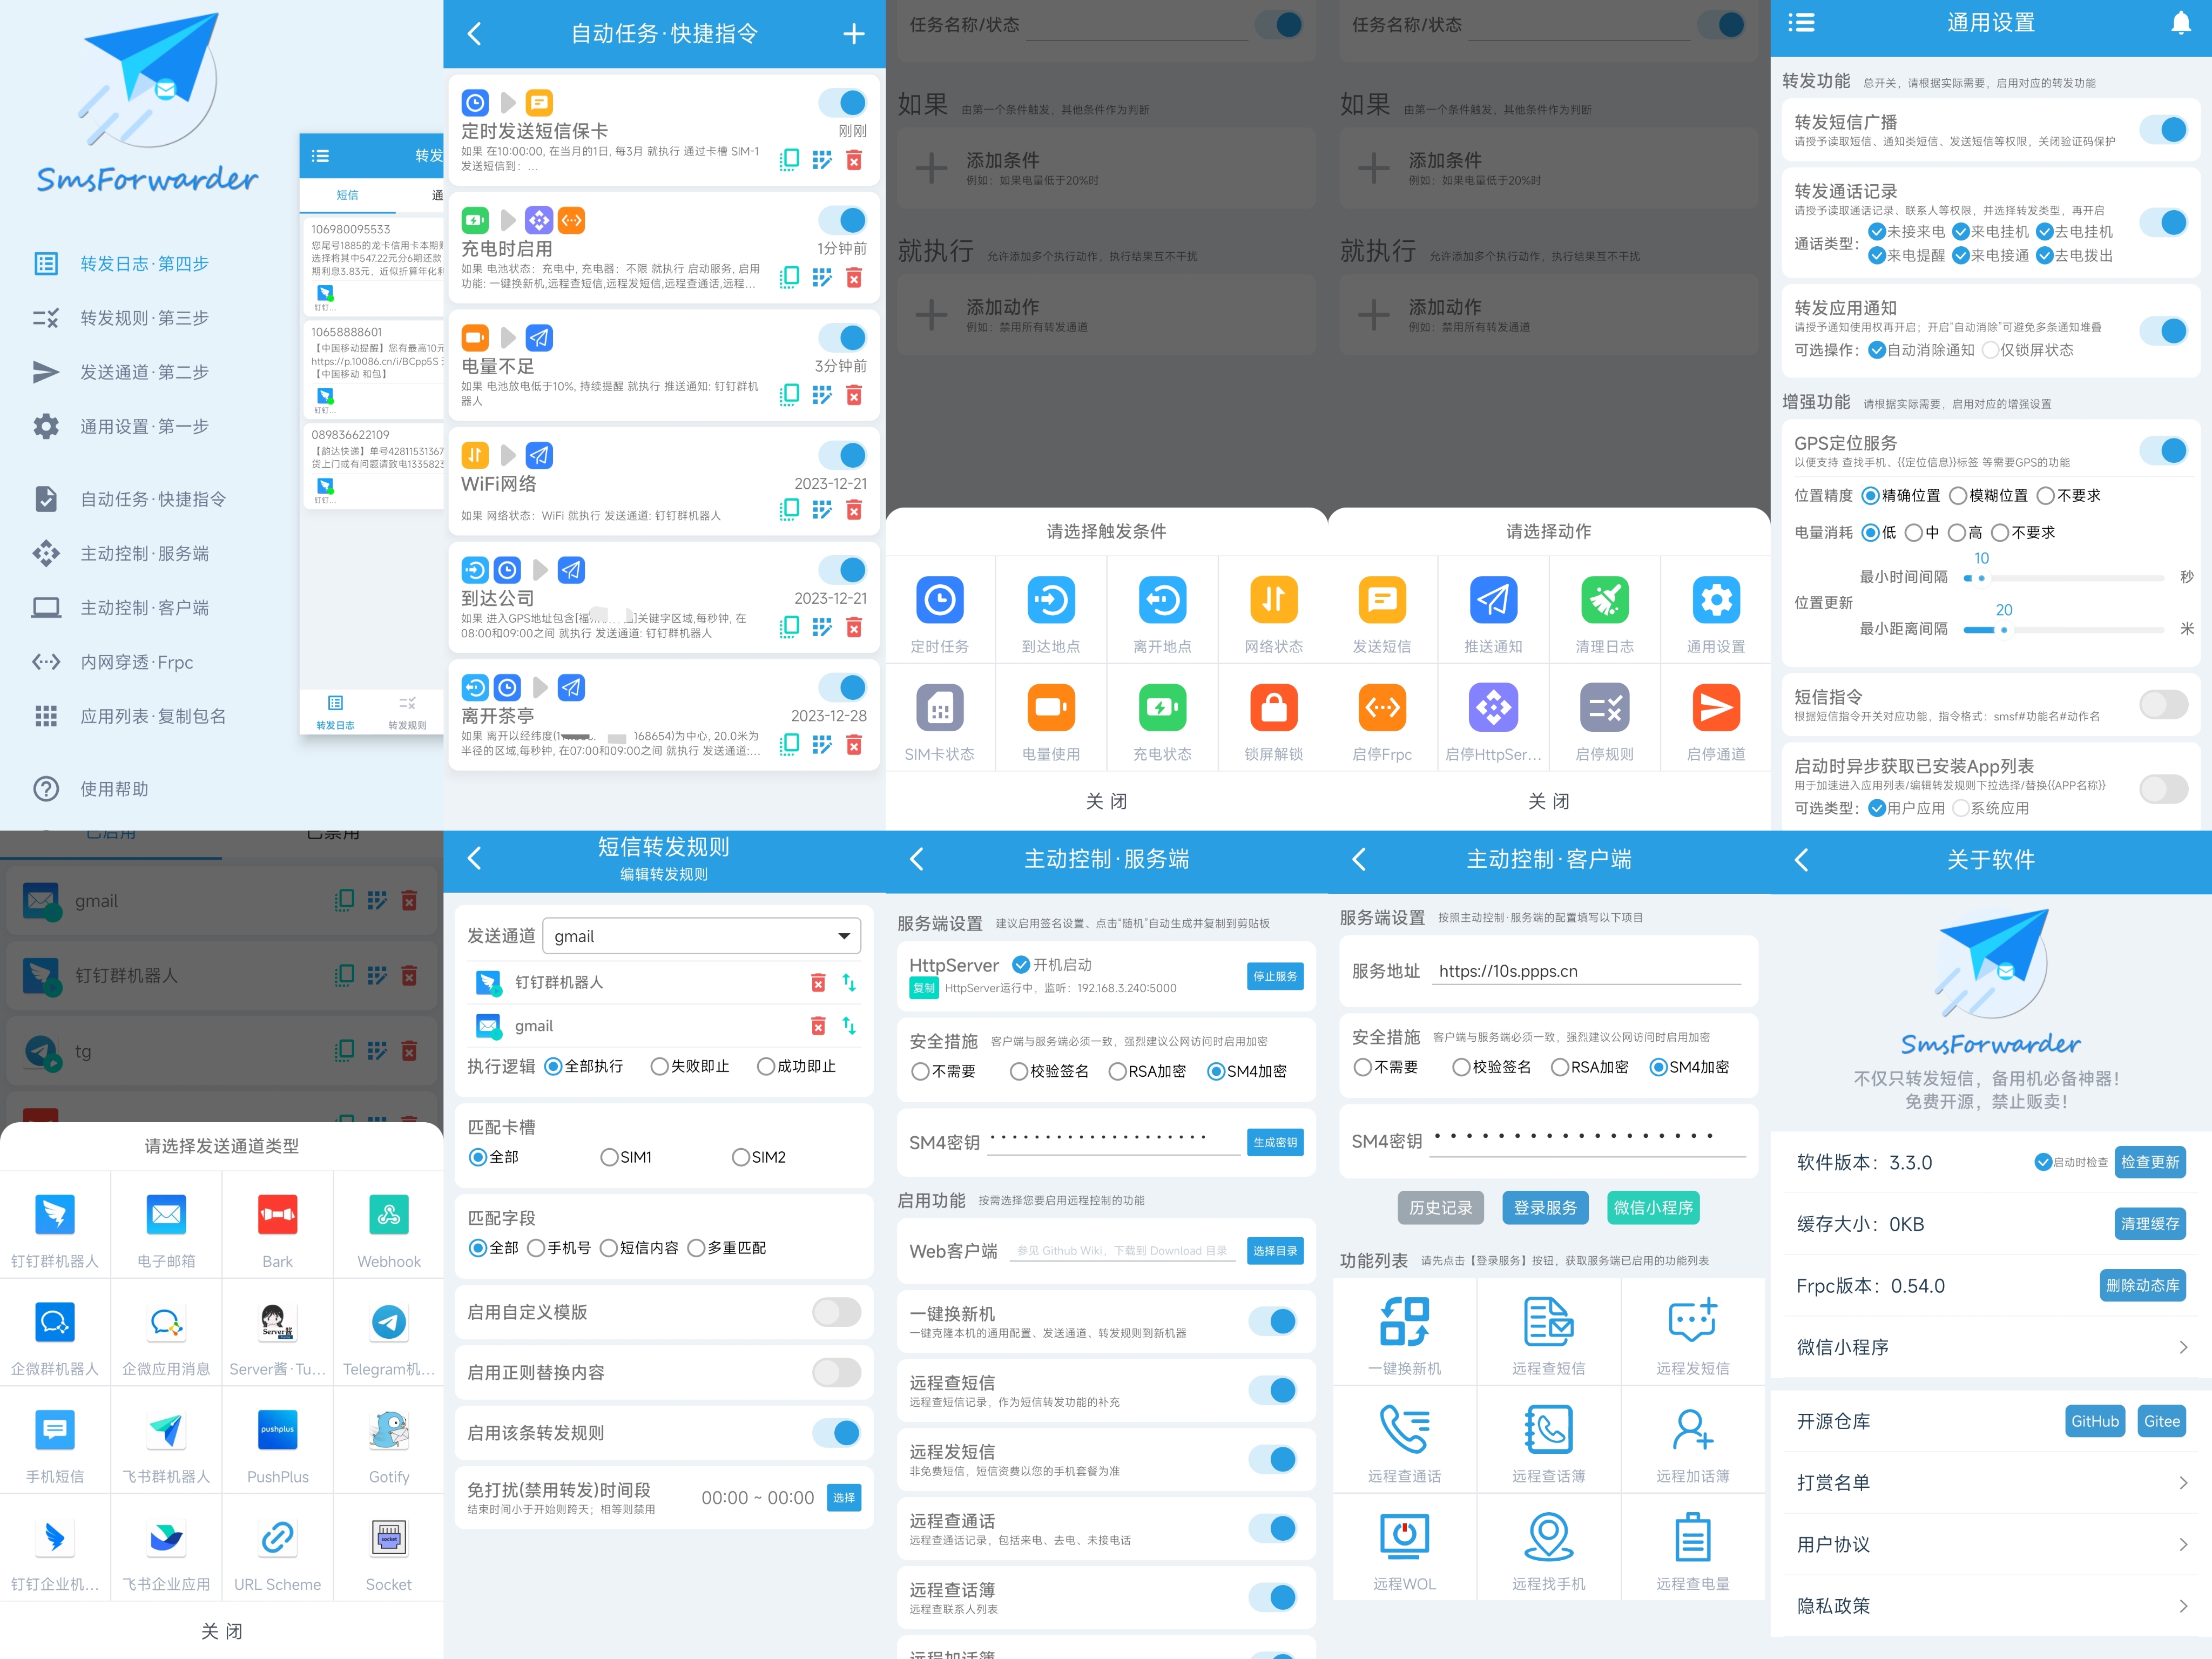 SmsForwarder
转发日志·第四步
转发规则·第三步
发送通道·第二步
通用设置·第一步
自动任务·快捷指令
主动控制·服务端
主动控制·客户端
内网穿透·Frpc
应用列表·复制包名
使用帮助
转发
短信
通
106980095533
您尾号1885的龙卡信用卡本期
选择将其中547.22元分6期还款
期利息3.83元，近似折算年化利
钉钉...
10658888601
【中国移动提醒】您有最高10元
https://p.10086.cn/i/BCpp5S
【中国移动 和包】
钉钉...
089836622109
【韵达快递】单号42811531367
货上门或有问题请致电1335823
钉钉...
转发日志
转发规则
自动任务·快捷指令
定时发送短信保卡
刚刚
如果 在10:00:00, 在当月的1日, 每3月 就执行 通过卡槽 SIM-1
发送短信到：...
充电时启用
1分钟前
如果 电池状态：充电中, 充电器：不限 就执行 启动服务, 启用
功能: 一键换新机,远程查短信,远程发短信,远程查通话,远程...
电量不足
3分钟前
如果 电池放电低于10%, 持续提醒 就执行 推送通知: 钉钉群机
器人
WiFi网络
2023-12-21
如果 网络状态：WiFi 就执行 发送通道: 钉钉群机器人
到达公司
2023-12-21
如果 进入GPS地址包含[福 ]关键字区域,每秒钟, 在
08:00和09:00之间 就执行 发送通道: 钉钉群机器人
离开茶亭
2023-12-28
如果 离开以经纬度(1 068654)为中心, 20.0米为
半径的区域,每秒钟, 在07:00和09:00之间 就执行 发送通道:...
任务名称/状态
如果 由第一个条件触发，其他条件作为判断
添加条件
例如：如果电量低于20%时
就执行 允许添加多个执行动作，执行结果互不干扰
添加动作
例如：禁用所有转发通道
请选择触发条件
定时任务
到达地点
离开地点
网络状态
SIM卡状态
电量使用
充电状态
锁屏解锁
关 闭
任务名称/状态
如果 由第一个条件触发，其他条件作为判断
添加条件
例如：如果电量低于20%时
就执行 允许添加多个执行动作，执行结果互不干扰
添加动作
例如：禁用所有转发通道
请选择动作
发送短信
推送通知
清理日志
通用设置
启停Frpc
启停HttpSer...
启停规则
启停通道
关 闭
通用设置
转发功能 总开关，请根据实际需要，启用对应的转发功能
转发短信广播
请授予读取短信、通知类短信、发送短信等权限，关闭验证码保护
转发通话记录
请授予读取通话记录、联系人等权限，并选择转发类型，再开启
通话类型： 未接来电 来电挂机 去电挂机
来电提醒 来电接通 去电拨出
转发应用通知
请授予通知使用权再开启；开启“自动消除”可避免多条通知堆叠
可选操作： 自动消除通知 仅锁屏状态
增强功能 请根据实际需要，启用对应的增强设置
GPS定位服务
以便支持 查找手机、{{定位信息}}标签 等需要GPS的功能
位置精度 精确位置 模糊位置 不要求
电量消耗 低 中 高 不要求
10
最小时间间隔 秒
位置更新
20
最小距离间隔 米
短信指令
根据短信指令开关对应功能，指令格式：smsf#功能名#动作名
启动时异步获取已安装App列表
用于加速进入应用列表/编辑转发规则下拉选择/替换{{APP名称}}
可选类型： 用户应用 系统应用
已启用
已禁用
gmail
钉钉群机器人
tg
请选择发送通道类型
钉钉群机器人
电子邮箱
Bark
Webhook
企微群机器人
企微应用消息
Server酱·Tu...
Telegram机...
手机短信
飞书群机器人
pushplus
PushPlus
Gotify
钉钉企业机...
飞书企业应用
URL Scheme
Socket
关 闭
短信转发规则
编辑转发规则
发送通道 gmail
钉钉群机器人
gmail
执行逻辑 全部执行 失败即止 成功即止
匹配卡槽
全部 SIM1 SIM2
匹配字段
全部 手机号 短信内容 多重匹配
启用自定义模版
启用正则替换内容
启用该条转发规则
免打扰(禁用转发)时间段
结束时间小于开始则跨天；相等则禁用
00:00 ~ 00:00 选择
主动控制·服务端
服务端设置 建议启用签名设置、点击“随机”自动生成并复制到剪贴板
HttpServer 开机启动
复制 HttpServer运行中，监听：192.168.3.240:5000
停止服务
安全措施 客户端与服务端必须一致，强烈建议公网访问时启用加密
不需要 校验签名 RSA加密 SM4加密
SM4密钥 ••••••••••••••••••• 生成密钥
启用功能 按需选择您要启用远程控制的功能
Web客户端 参见 Github Wiki，下载到 Download 目录 选择目录
一键换新机
一键克隆本机的通用配置、发送通道、转发规则到新机器
远程查短信
远程查短信记录，作为短信转发功能的补充
远程发短信
非免费短信，短信资费以您的手机套餐为准
远程查通话
远程查通话记录，包括来电、去电、未接电话
远程查话簿
远程查联系人列表
远程加话簿
主动控制·客户端
服务端设置 按照主动控制·服务端的配置填写以下项目
服务地址 https://10s.ppps.cn
安全措施 客户端与服务端必须一致，强烈建议公网访问时启用加密
不需要 校验签名 RSA加密 SM4加密
SM4密钥 ••••••••••••••••••
历史记录 登录服务 微信小程序
功能列表 请先点击【登录服务】按钮，获取服务端已启用的功能列表
一键换新机
远程查短信
远程发短信
远程查通话
远程查话簿
远程加话簿
远程WOL
远程找手机
远程查电量
关于软件
SmsForwarder
不仅只转发短信，备用机必备神器！
免费开源，禁止贩卖！
软件版本：3.3.0 启动时检查 检查更新
缓存大小：0KB 清理缓存
Frpc版本：0.54.0 删除动态库
微信小程序
开源仓库 GitHub Gitee
打赏名单
用户协议
隐私政策